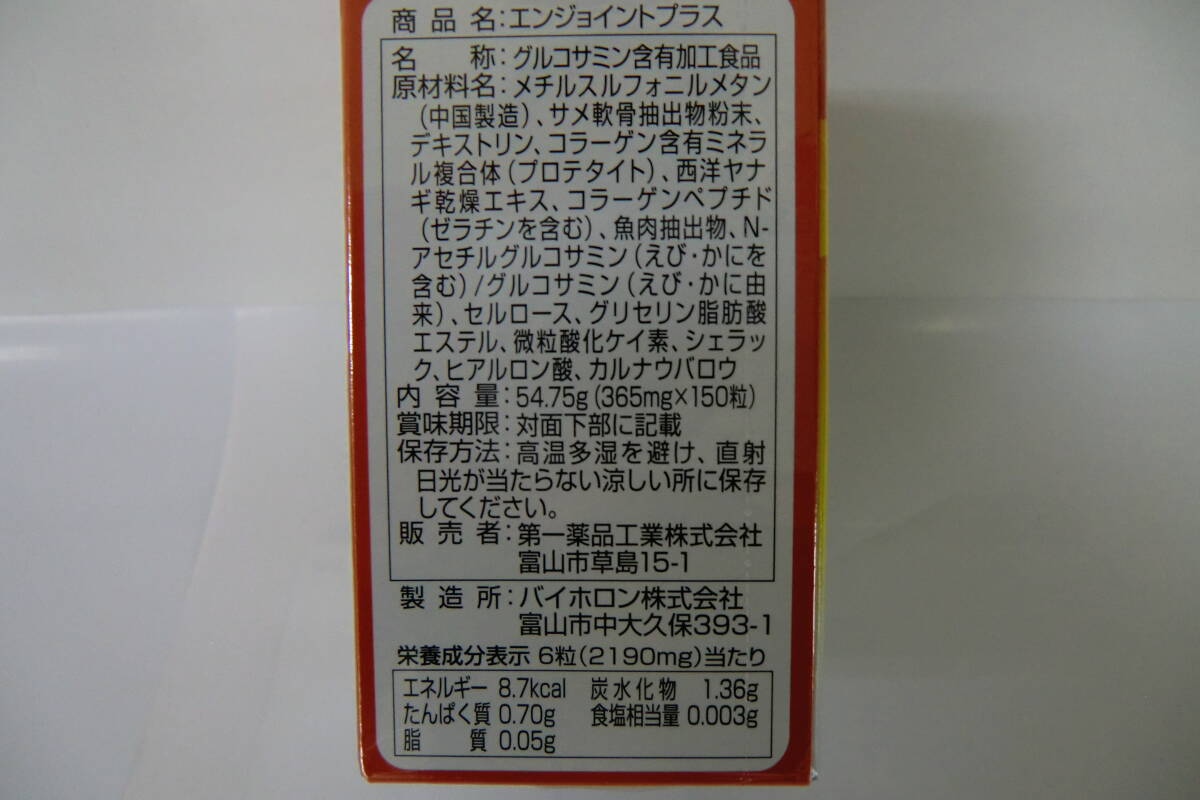 商品名:エンジョイントプラス
名称:グルコサミン含有加工食品
原材料名:メチルスルフォニルメタン
(中国製造)、サメ軟骨抽出物粉末、
デキストリン、コラーゲン含有ミネラ
ル複合体(プロテタイト)、西洋ヤナ
ギ乾燥エキス、コラーゲンペプチド
(ゼラチンを含む)、魚肉抽出物、N-
アセチルグルコサミン(えび・かにを
含む)/グルコサミン(えび・かに由
来)、セルロース、グリセリン脂肪酸
エステル、微粒酸化ケイ素、シェラッ
ク、ヒアルロン酸、カルナウバロウ
内容量:54.75g(365mg×150粒)
賞味期限:対面下部に記載
保存方法:高温多湿を避け、直射
日光が当たらない涼しい所に保存
してください。
販売者:第一薬品工業株式会社
富山市草島15-1
製造所:バイホロン株式会社
富山市中大久保393-1
栄養成分表示 6粒(2190mg)当たり
エネルギー 8.7kcal 炭水化物 1.36g
たんぱく質 0.70g 食塩相当量 0.003g
脂質 0.05g